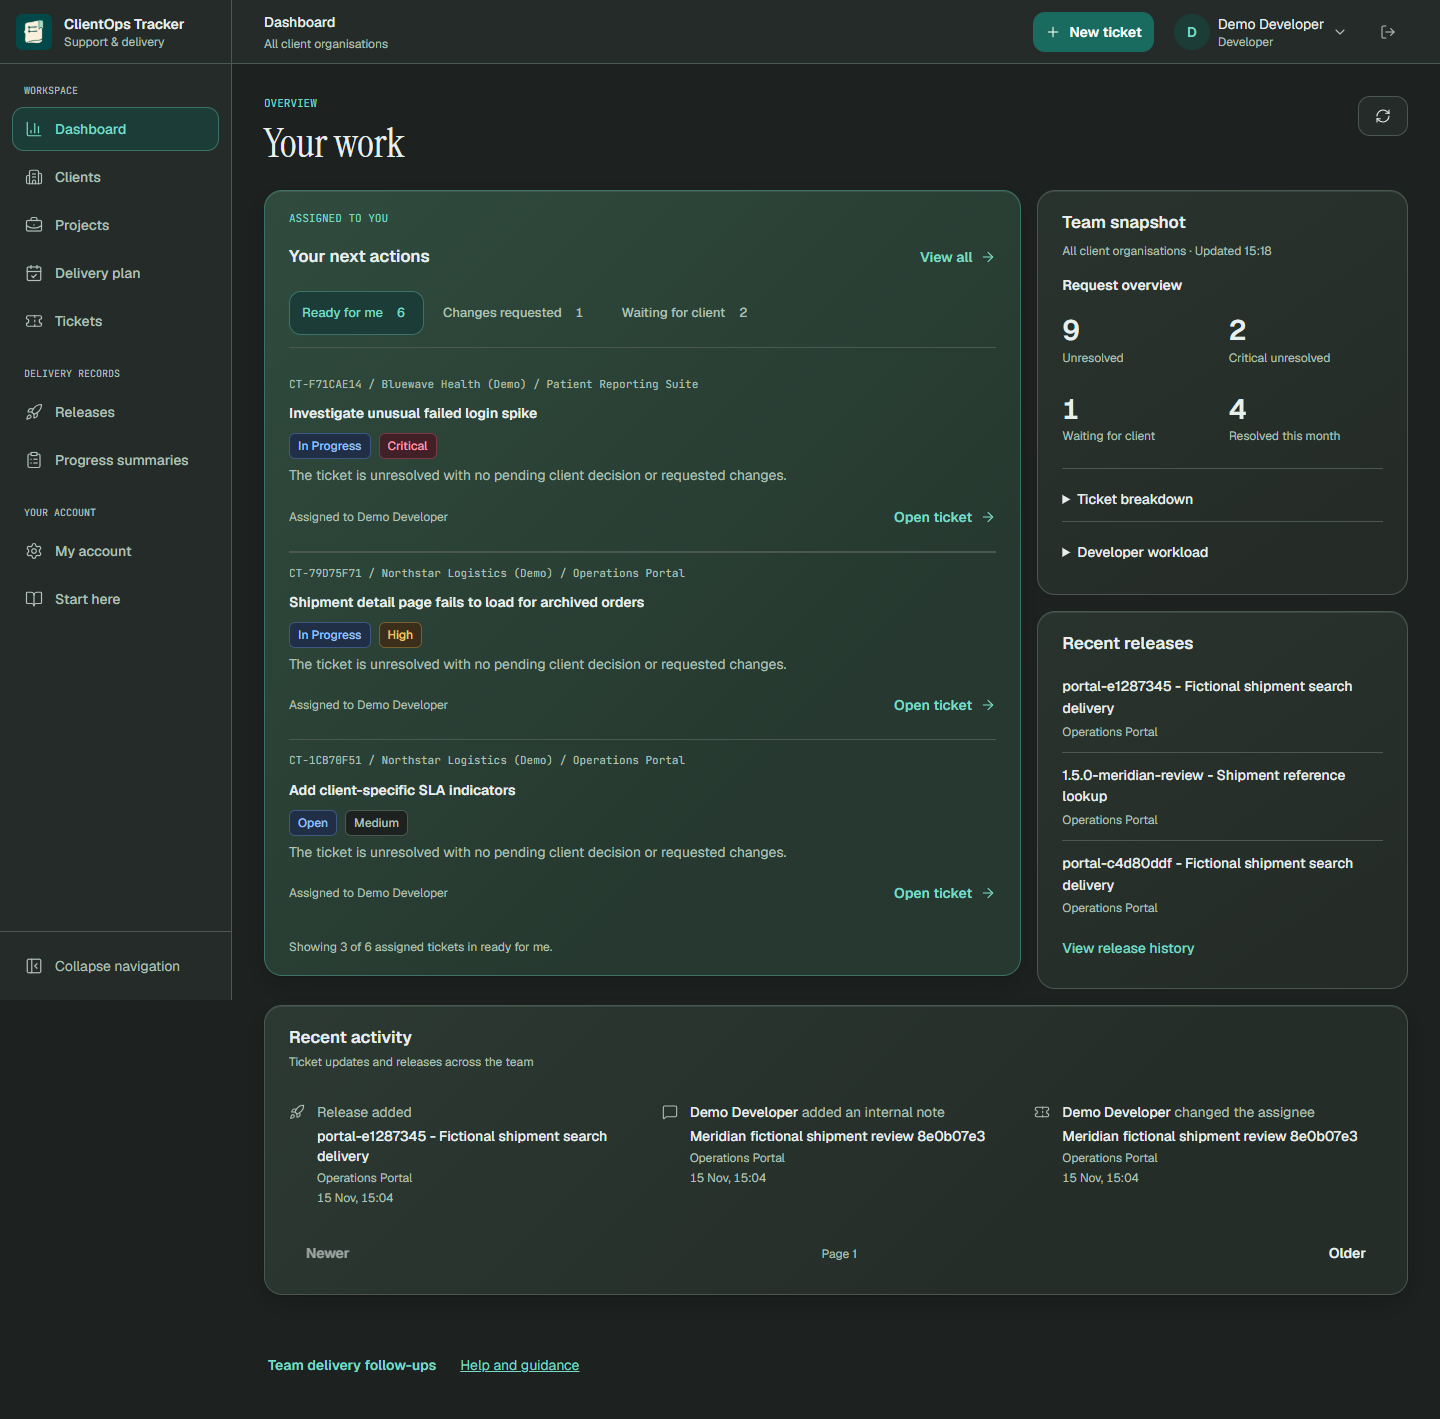 ClientOps Tracker
Support & delivery
Dashboard
All client organisations
New ticket
D
Demo Developer
Developer
WORKSPACE
Dashboard
Clients
Projects
Delivery plan
Tickets
DELIVERY RECORDS
Releases
Progress summaries
YOUR ACCOUNT
My account
Start here
Collapse navigation
OVERVIEW
Your work
ASSIGNED TO YOU
Your next actions
View all
Ready for me 6
Changes requested 1
Waiting for client 2
CT-F71CAE14 / Bluewave Health (Demo) / Patient Reporting Suite
Investigate unusual failed login spike
In Progress
Critical
The ticket is unresolved with no pending client decision or requested changes.
Assigned to Demo Developer
Open ticket
CT-79D75F71 / Northstar Logistics (Demo) / Operations Portal
Shipment detail page fails to load for archived orders
In Progress
High
The ticket is unresolved with no pending client decision or requested changes.
Assigned to Demo Developer
Open ticket
CT-1CB70F51 / Northstar Logistics (Demo) / Operations Portal
Add client-specific SLA indicators
Open
Medium
The ticket is unresolved with no pending client decision or requested changes.
Assigned to Demo Developer
Open ticket
Showing 3 of 6 assigned tickets in ready for me.
Team snapshot
All client organisations · Updated 15:18
Request overview
9
Unresolved
2
Critical unresolved
1
Waiting for client
4
Resolved this month
Ticket breakdown
Developer workload
Recent releases
portal-e1287345 - Fictional shipment search
delivery
Operations Portal
1.5.0-meridian-review - Shipment reference
lookup
Operations Portal
portal-c4d80ddf - Fictional shipment search
delivery
Operations Portal
View release history
Recent activity
Ticket updates and releases across the team
Release added
portal-e1287345 - Fictional shipment search
delivery
Operations Portal
15 Nov, 15:04
Demo Developer added an internal note
Meridian fictional shipment review 8e0b07e3
Operations Portal
15 Nov, 15:04
Demo Developer changed the assignee
Meridian fictional shipment review 8e0b07e3
Operations Portal
15 Nov, 15:04
Newer
Page 1
Older
Team delivery follow-ups
Help and guidance